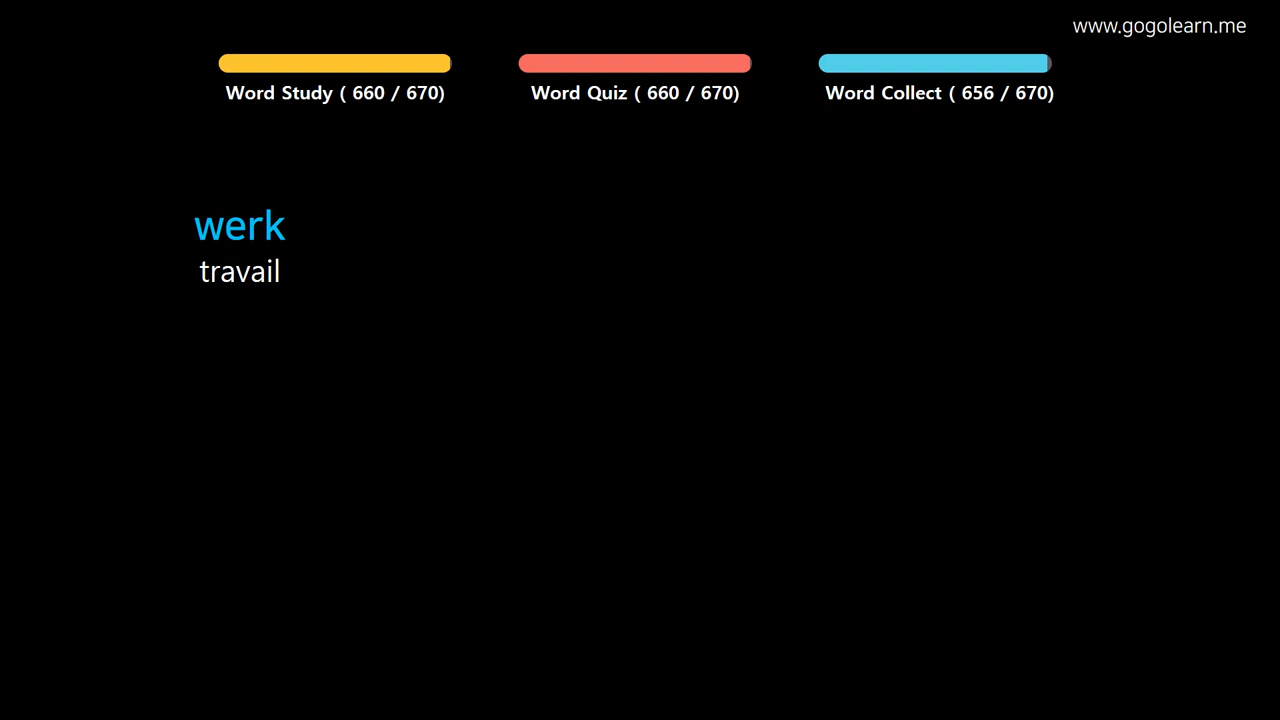 www.gogolearn.me
Word Study ( 660 / 670)
Word Quiz ( 660 / 670)
Word Collect ( 656 / 670)
werk
travail